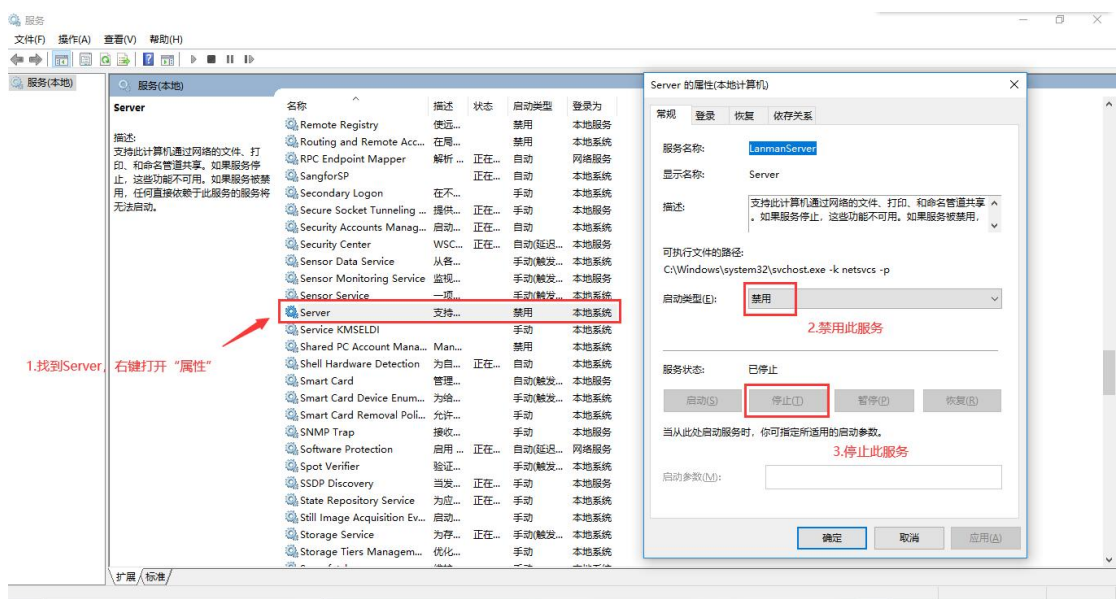 服务
文件(F) 操作(A) 查看(V) 帮助(H)
服务(本地)
服务(本地)
Server
描述:
支持此计算机通过网络的文件、打
印、和命名管道共享。如果服务停
止，这些功能不可用。如果服务被禁
用，任何直接依赖于此服务的服务将
无法启动。
名称 描述 状态 启动类型 登录为
Remote Registry 使远... 禁用 本地服务
Routing and Remote Acc... 在局... 禁用 本地系统
RPC Endpoint Mapper 解析 ... 正在... 自动 网络服务
SangforSP 正在... 自动 本地系统
Secondary Logon 在不... 手动 本地系统
Secure Socket Tunneling ... 提供... 正在... 手动 本地服务
Security Accounts Manag... 启动... 正在... 自动 本地系统
Security Center WSC... 正在... 自动(延迟... 本地服务
Sensor Data Service 从各... 手动(触发... 本地系统
Sensor Monitoring Service 监视... 手动(触发... 本地服务
Sensor Service 一项... 手动(触发... 本地系统
Server 支持... 禁用 本地系统
Service KMSELDI 手动 本地系统
Shared PC Account Mana... Man... 禁用 本地系统
Shell Hardware Detection 为自... 正在... 自动 本地系统
Smart Card 管理... 自动(触发... 本地服务
Smart Card Device Enum... 为给... 手动(触发... 本地系统
Smart Card Removal Poli... 允许... 手动 本地系统
SNMP Trap 接收... 手动 本地服务
Software Protection 启用 ... 正在... 自动(延迟... 网络服务
Spot Verifier 验证... 手动(触发... 本地系统
SSDP Discovery 当发... 正在... 手动 本地服务
State Repository Service 为应... 正在... 手动 本地系统
Still Image Acquisition Ev... 启动... 手动 本地系统
Storage Service 为存... 正在... 手动(触发... 本地系统
Storage Tiers Managem... 优化... 手动 本地系统
扩展 标准
1.找到Server，右键打开“属性”
Server 的属性(本地计算机)
常规 登录 恢复 依存关系
服务名称: LanmanServer
显示名称: Server
描述: 支持此计算机通过网络的文件、打印、和命名管道共享
。如果服务停止，这些功能不可用。如果服务被禁用，
可执行文件的路径:
C:\Windows\system32\svchost.exe -k netsvcs -p
启动类型(E): 禁用
2.禁用此服务
服务状态: 已停止
启动(S) 停止(T) 暂停(P) 恢复(R)
当从此处启动服务时，你可指定所适用的启动参数。
3.停止此服务
启动参数(M):
确定 取消 应用(A)